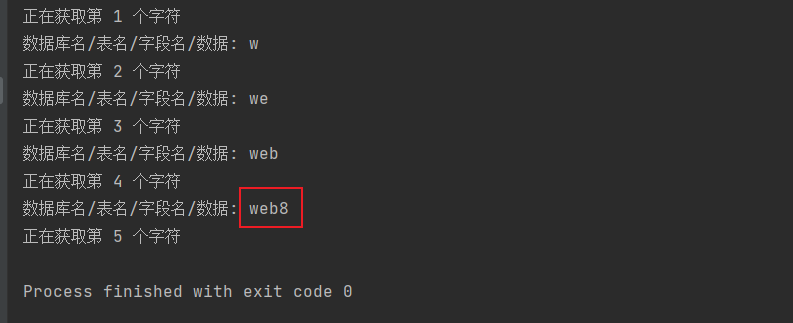 正在获取第 1 个字符
数据库名/表名/字段名/数据: w
正在获取第 2 个字符
数据库名/表名/字段名/数据: we
正在获取第 3 个字符
数据库名/表名/字段名/数据: web
正在获取第 4 个字符
数据库名/表名/字段名/数据: web8
正在获取第 5 个字符
Process finished with exit code 0